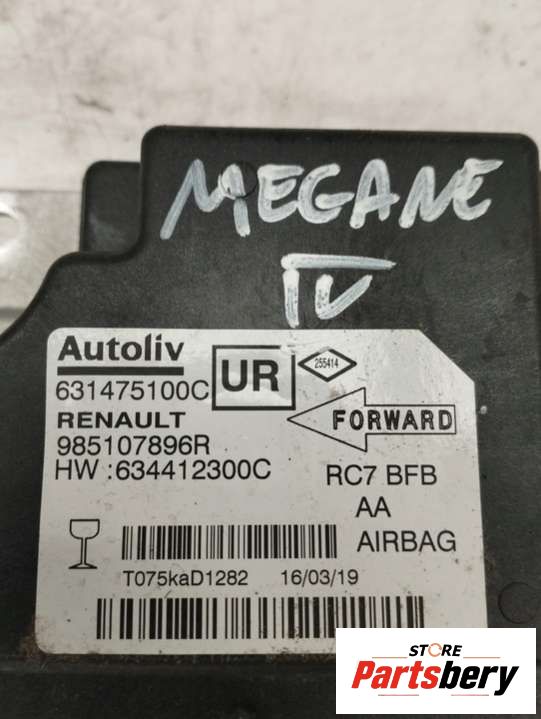 MEGANE
IV
Autoliv
631475100C
UR
255414
RENAULT
FORWARD
985107896R
HW :634412300C
RC7 BFB
AA
AIRBAG
T075kaD1282 16/03/19
STORE
Partsbery